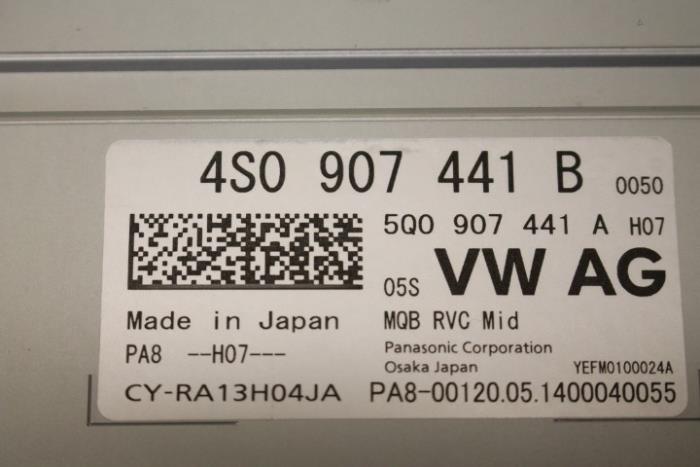 4S0 907 441 B 0050
5Q0 907 441 A H07
05S VW AG
Made in Japan
MQB RVC Mid
PA8 --H07---
Panasonic Corporation
Osaka Japan
YEFM0100024A
CY-RA13H04JA
PA8-00120.05.1400040055